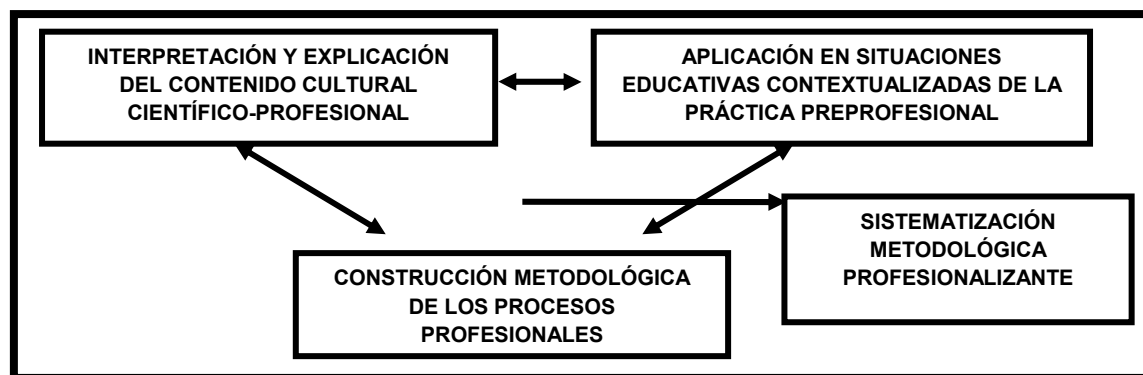 INTERPRETACIÓN Y EXPLICACIÓN
DEL CONTENIDO CULTURAL
CIENTÍFICO-PROFESIONAL
APLICACIÓN EN SITUACIONES
EDUCATIVAS CONTEXTUALIZADAS DE LA
PRÁCTICA PREPROFESIONAL
SISTEMATIZACIÓN
METODOLÓGICA
PROFESIONALIZANTE
CONSTRUCCIÓN METODOLÓGICA
DE LOS PROCESOS
PROFESIONALES